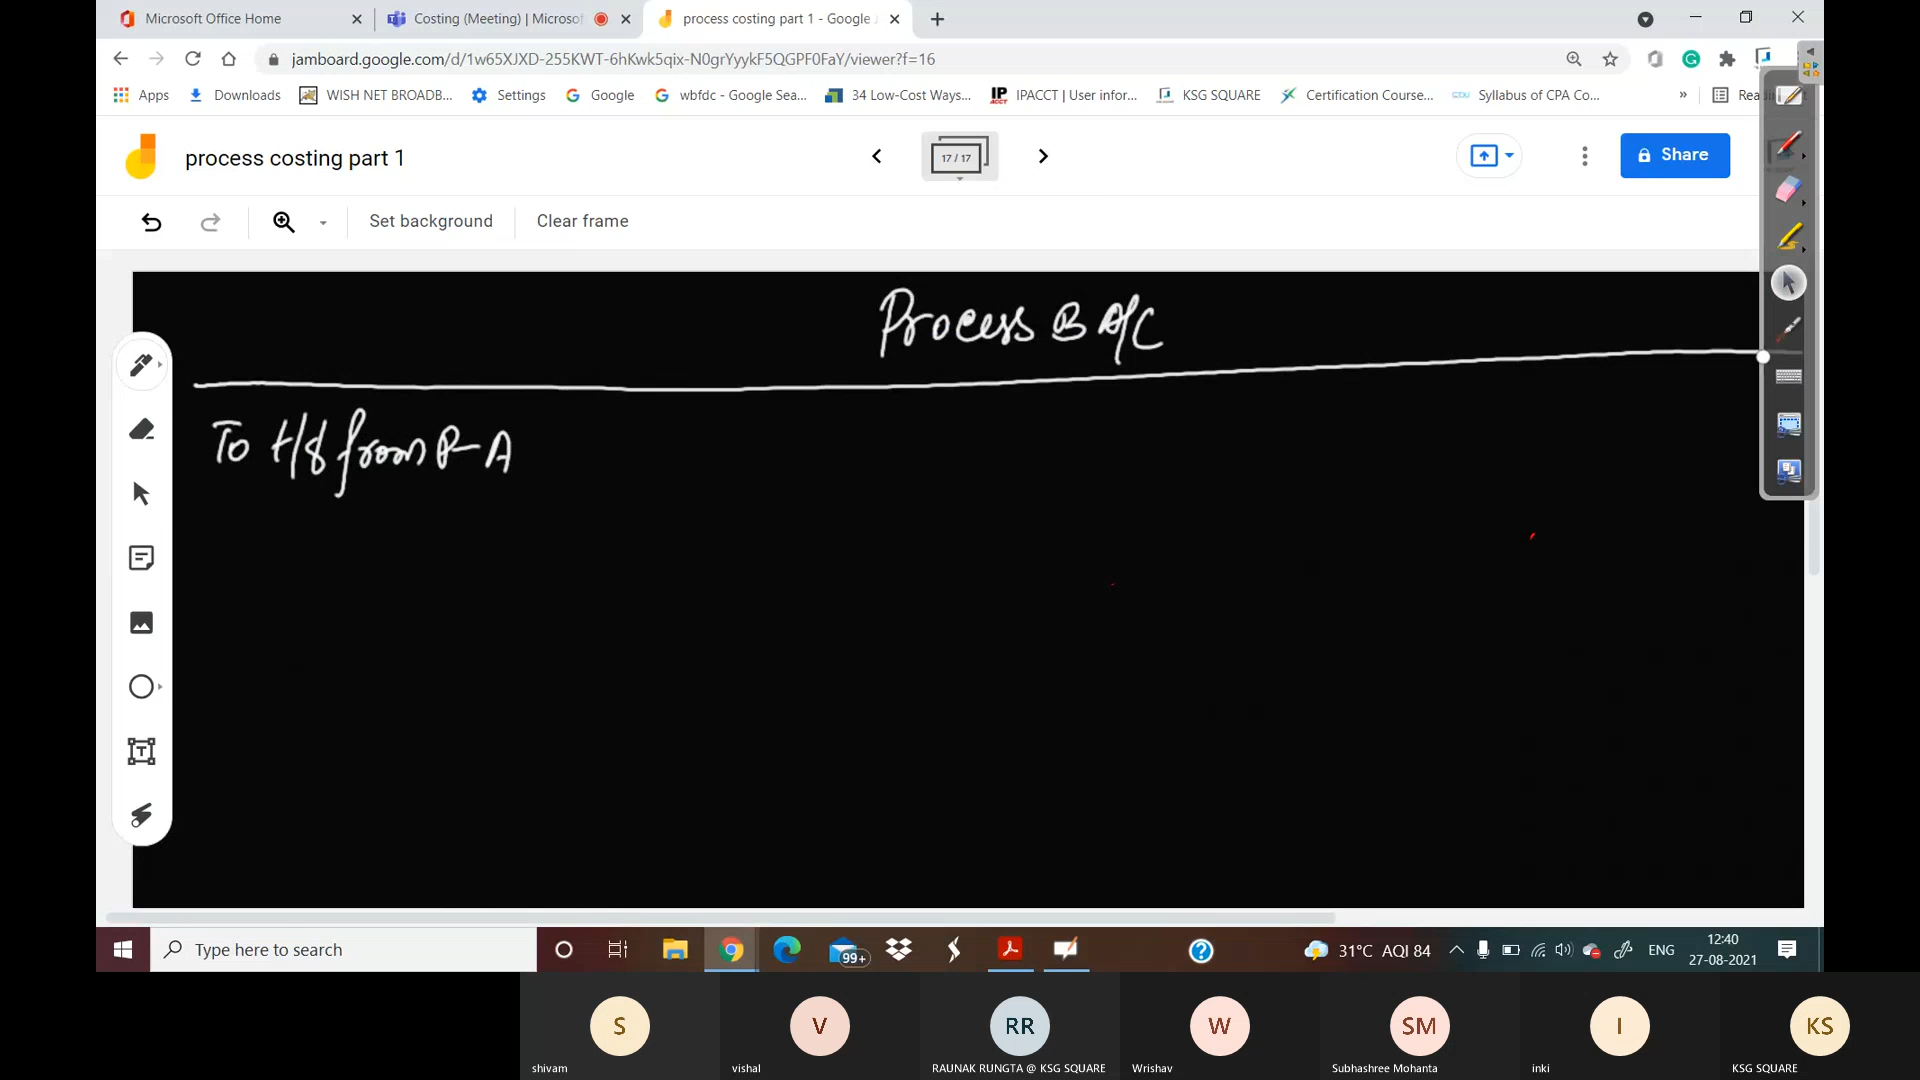 Microsoft Office Home
Costing (Meeting) | Microsof
process costing part 1 - Google J
jamboard.google.com/d/1w65XJXD-255KWT-6hKwk5qix-N0grYyykF5QGPF0FaY/viewer?f=16
Apps
Downloads
WISH NET BROADB...
Settings
Google
wbfdc - Google Sea...
34 Low-Cost Ways...
IPACCT | User infor...
KSG SQUARE
Certification Course...
Syllabus of CPA Co...
»
process costing part 1
17 / 17
Share
Set background
Clear frame
Process B A/C
To t/f from P-A
Type here to search
99+
31°C AQI 84
ENG
12:40
27-08-2021
S
V
RR
W
SM
I
KS
shivam
vishal
RAUNAK RUNGTA @ KSG SQUARE
Wrishav
Subhashree Mohanta
inki
KSG SQUARE